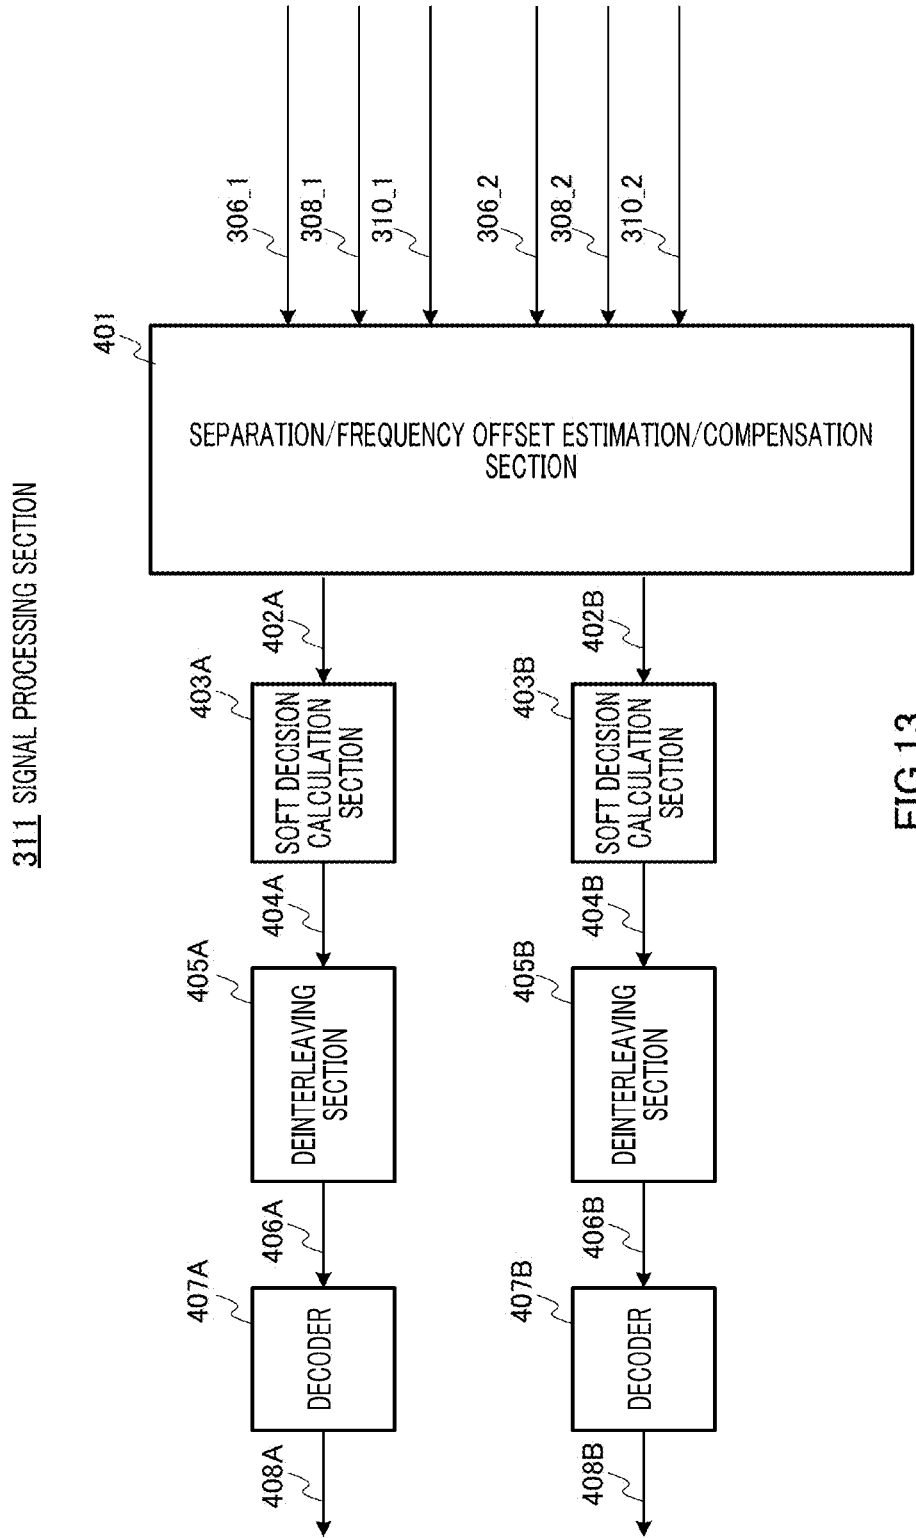 311 SIGNAL PROCESSING SECTION
401
SEPARATION/FREQUENCY OFFSET ESTIMATION/COMPENSATION
SECTION
306_1
308_1
310_1
306_2
308_2
310_2
402A
403A
SOFT DECISION
CALCULATION
SECTION
404A
405A
DEINTERLEAVING
SECTION
406A
407A
DECODER
408A
402B
403B
SOFT DECISION
CALCULATION
SECTION
404B
405B
DEINTERLEAVING
SECTION
406B
407B
DECODER
408B
FIG.13